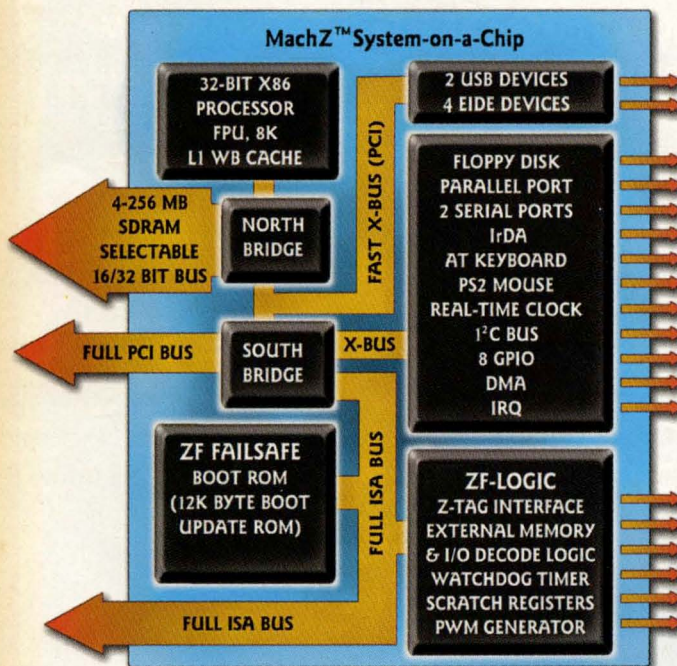 MachZ™ System-on-a-Chip
32-BIT X86
PROCESSOR
FPU, 8K
L1 WB CACHE
2 USB DEVICES
4 EIDE DEVICES
4-256 MB
SDRAM
SELECTABLE
16/32 BIT BUS
NORTH
BRIDGE
FAST X-BUS (PCI)
FLOPPY DISK
PARALLEL PORT
2 SERIAL PORTS
IrDA
AT KEYBOARD
PS2 MOUSE
REAL-TIME CLOCK
I²C BUS
8 GPIO
DMA
IRQ
FULL PCI BUS
SOUTH
BRIDGE
X-BUS
ZF FAILSAFE
BOOT ROM
(12K BYTE BOOT
UPDATE ROM)
FULL ISA BUS
ZF-LOGIC
Z-TAG INTERFACE
EXTERNAL MEMORY
& I/O DECODE LOGIC
WATCHDOG TIMER
SCRATCH REGISTERS
PWM GENERATOR
FULL ISA BUS